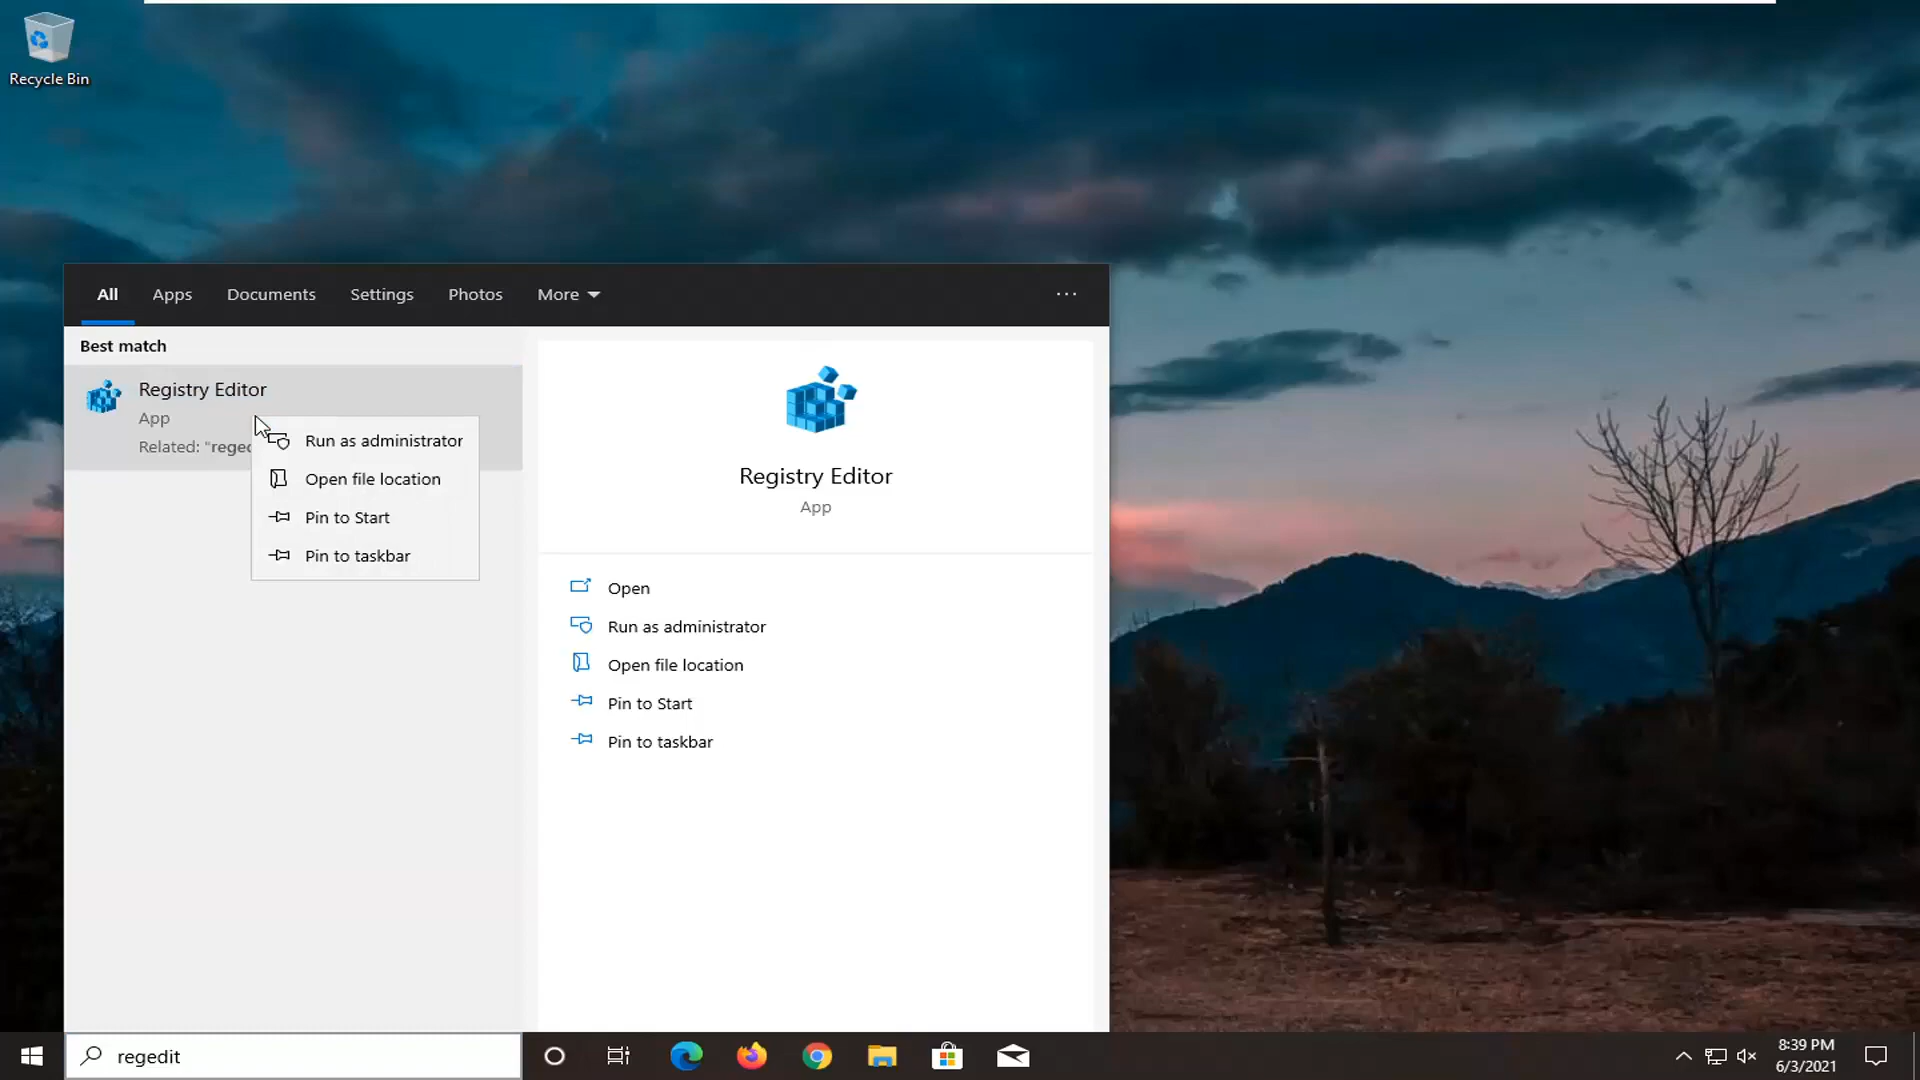 Recycle Bin
All Apps Documents Settings Photos More ...
Best match
Registry Editor
App
Related: "reged
Run as administrator
Open file location
Pin to Start
Pin to taskbar
Registry Editor
App
Open
Run as administrator
Open file location
Pin to Start
Pin to taskbar
regedit
8:39 PM
6/3/2021